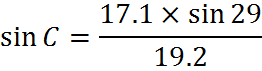 sin C = 17.1 × sin 29 / 19.2